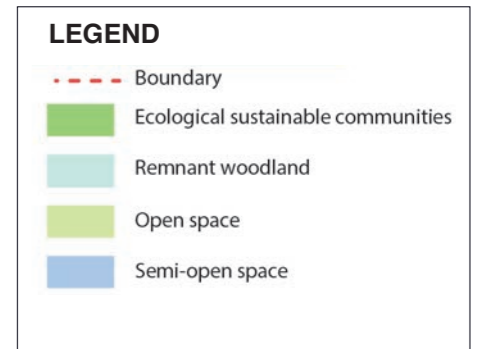 LEGEND
Boundary
Ecological sustainable communities
Remnant woodland
Open space
Semi-open space